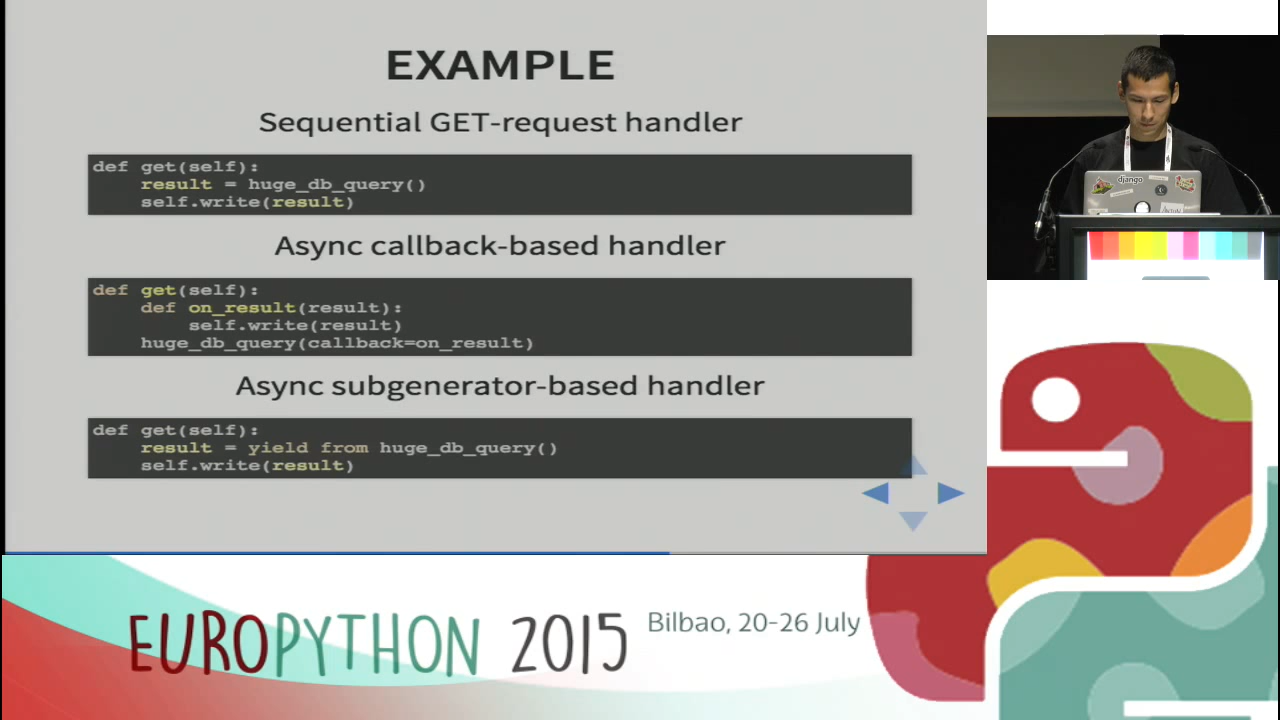 EXAMPLE
Sequential GET-request handler
def get(self):
    result = huge_db_query()
    self.write(result)
Async callback-based handler
def get(self):
    def on_result(result):
        self.write(result)
    huge_db_query(callback=on_result)
Async subgenerator-based handler
def get(self):
    result = yield from huge_db_query()
    self.write(result)
django
EUROPYTHON 2015
Bilbao, 20-26 July